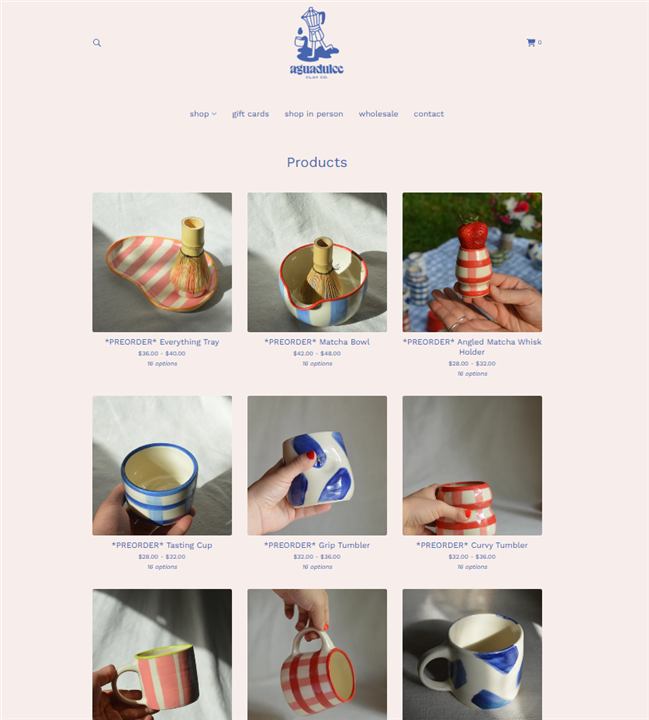 aguadulce
CLAY CO.
0
shop
gift cards
shop in person
wholesale
contact
Products
*PREORDER* Everything Tray
$36.00 - $40.00
16 options
*PREORDER* Matcha Bowl
$42.00 - $48.00
16 options
*PREORDER* Angled Matcha Whisk
Holder
$28.00 - $32.00
16 options
*PREORDER* Tasting Cup
$28.00 - $32.00
16 options
*PREORDER* Grip Tumbler
$32.00 - $36.00
16 options
*PREORDER* Curvy Tumbler
$32.00 - $36.00
16 options